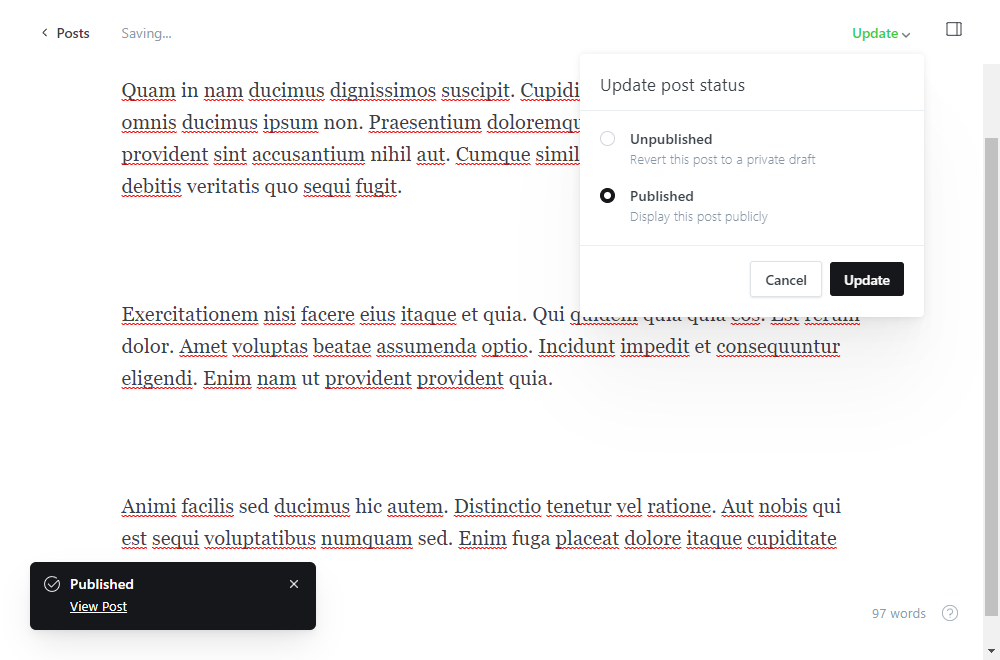 Posts
Saving...
Update
Update post status
Unpublished
Revert this post to a private draft
Published
Display this post publicly
Cancel
Update
Quam in nam ducimus dignissimos suscipit. Cupidi
omnis ducimus ipsum non. Praesentium doloremqu
provident sint accusantium nihil aut. Cumque simil
debitis veritatis quo sequi fugit.
Exercitationem nisi facere eius itaque et quia. Qui quidem quia quia eos. Est rerum
dolor. Amet voluptas beatae assumenda optio. Incidunt impedit et consequuntur
eligendi. Enim nam ut provident provident quia.
Animi facilis sed ducimus hic autem. Distinctio tenetur vel ratione. Aut nobis qui
est sequi voluptatibus numquam sed. Enim fuga placeat dolore itaque cupiditate
Published
View Post
97 words